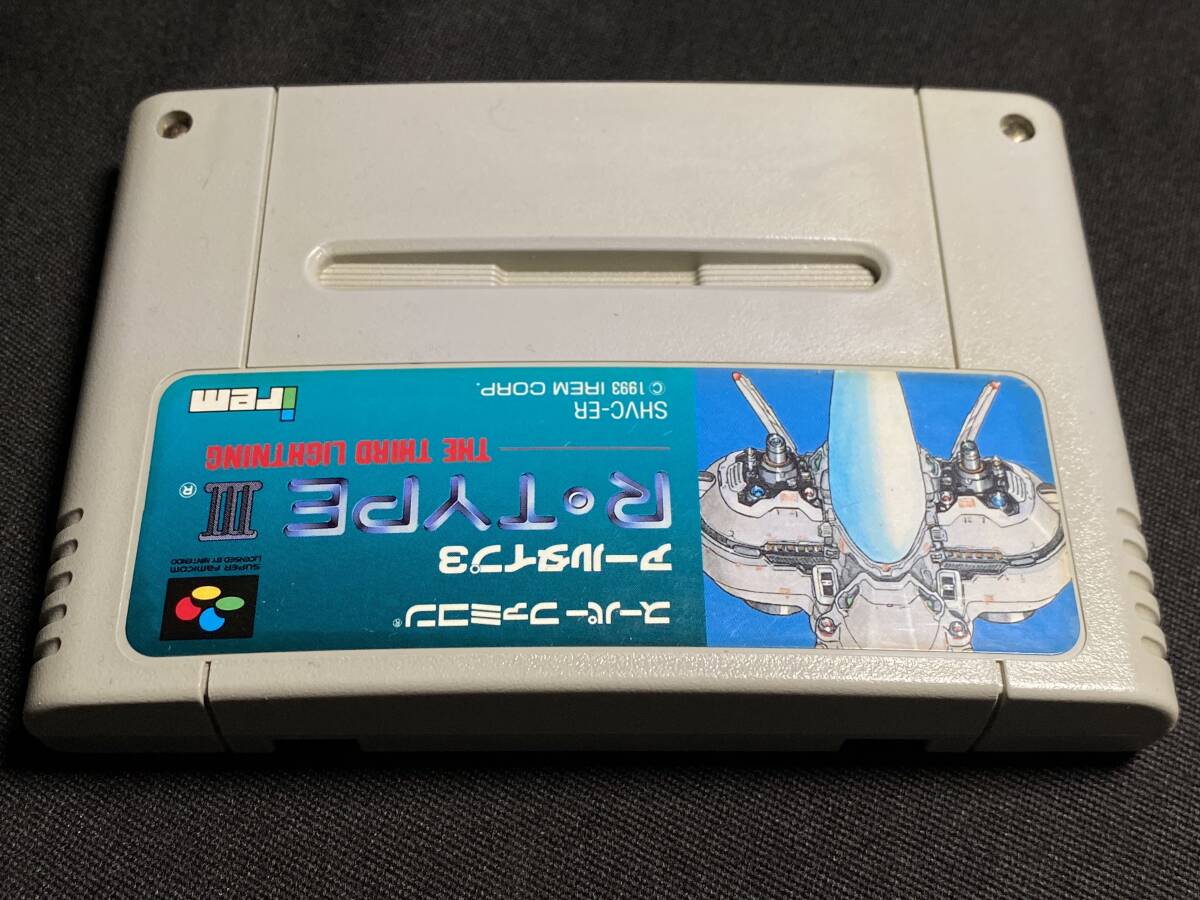 スーパーファミコン®
アールタイプ3
R・TYPE III®
THE THIRD LIGHTNING
SHVC-ER
© 1993 IREM CORP.
irem
SUPER FAMICOM
LICENSED BY NINTENDO